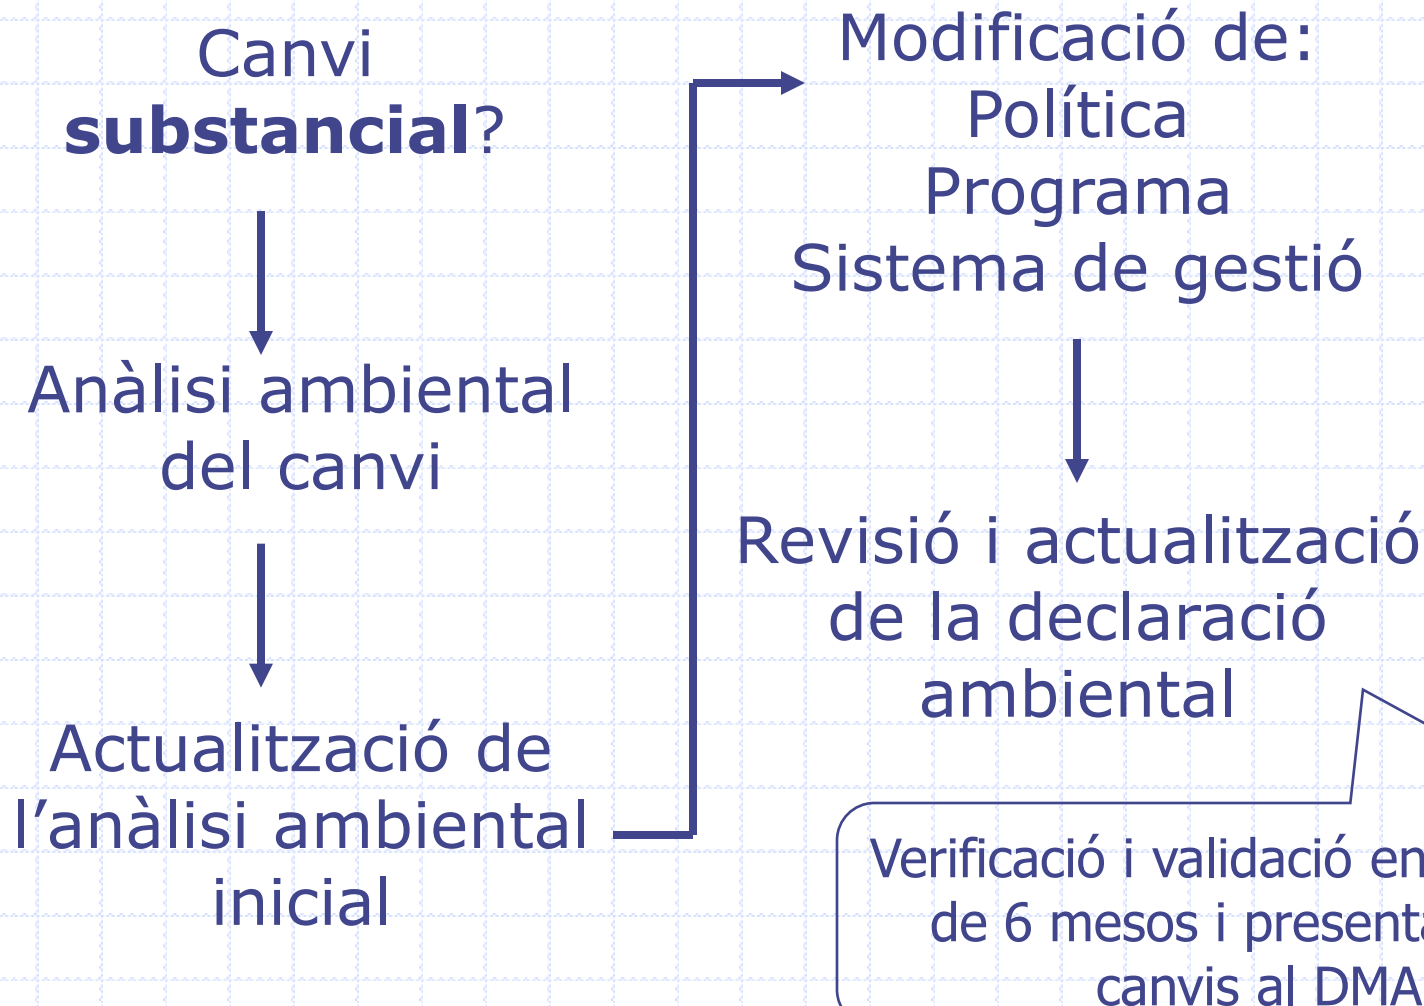 Canvi
substancial?
Anàlisi ambiental
del canvi
Actualització de
l’anàlisi ambiental
inicial
Modificació de:
Política
Programa
Sistema de gestió
Revisió i actualització
de la declaració
ambiental
Verificació i validació en
de 6 mesos i
canvis al DMA